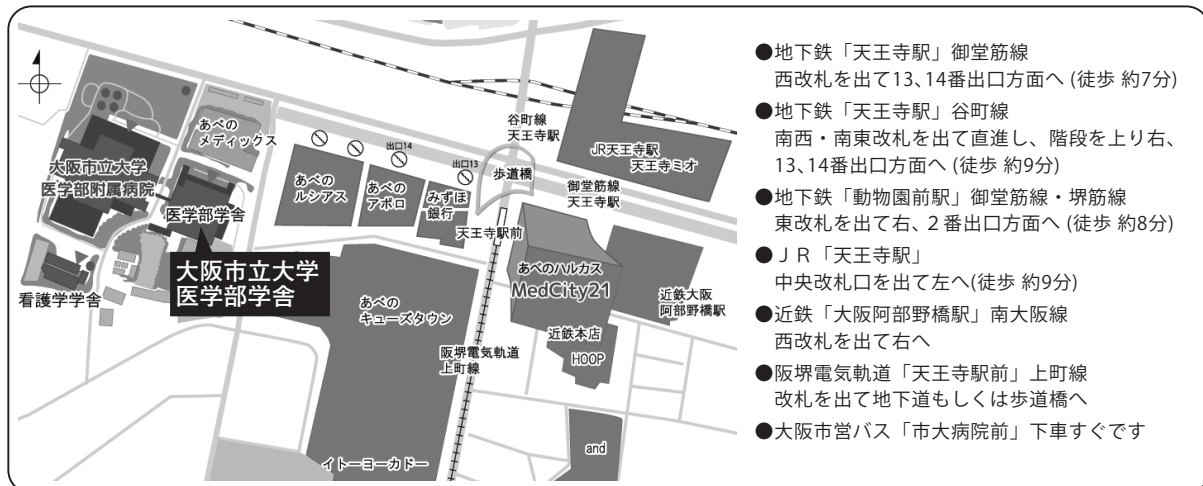 谷町線
天王寺駅
JR天王寺駅
天王寺ミオ
あべの
メディックス
出口14
出口13
歩道橋
御堂筋線
天王寺駅
大阪市立大学
医学部附属病院
あべの
ルシアス
あべの
アポロ
みずほ
銀行
天王寺駅前
医学部学舎
大阪市立大学
医学部学舎
看護学学舎
あべの
キューズタウン
あべのハルカス
MedCity21
近鉄大阪
阿部野橋駅
近鉄本店
HOOP
阪堺電気軌道
上町線
and
イトーヨーカドー
●地下鉄「天王寺駅」御堂筋線
西改札を出て13、14番出口方面へ (徒歩 約7分)
●地下鉄「天王寺駅」谷町線
南西・南東改札を出て直進し、階段を上り右、
13、14番出口方面へ (徒歩 約9分)
●地下鉄「動物園前駅」御堂筋線・堺筋線
東改札を出て右、２番出口方面へ (徒歩 約8分)
●ＪＲ「天王寺駅」
中央改札口を出て左へ(徒歩 約9分)
●近鉄「大阪阿部野橋駅」南大阪線
西改札を出て右へ
●阪堺電気軌道「天王寺駅前」上町線
改札を出て地下道もしくは歩道橋へ
●大阪市営バス「市大病院前」下車すぐです